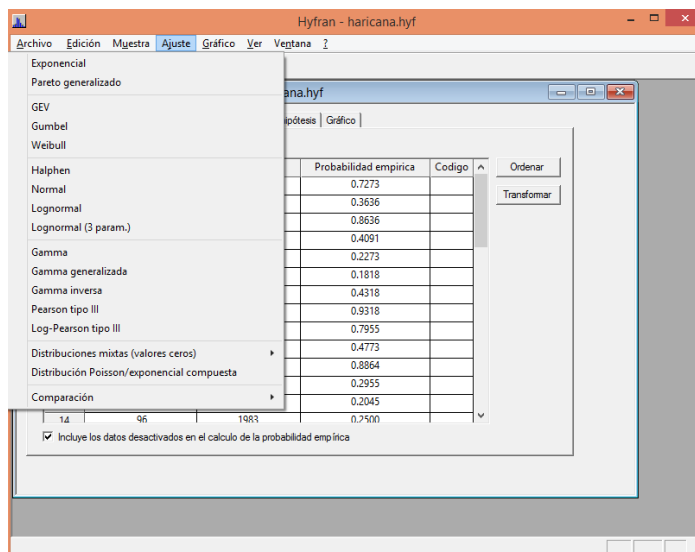 Hyfran - haricana.hyf
Archivo Edición Muestra Ajuste Gráfico Ver Ventana ?
Exponencial
Pareto generalizado
GEV
Gumbel
Weibull
Halphen
Normal
Lognormal
Lognormal (3 param.)
Gamma
Gamma generalizada
Gamma inversa
Pearson tipo III
Log-Pearson tipo III
Distribuciones mixtas (valores ceros)
Distribución Poisson/exponencial compuesta
Comparación
ana.hyf
ipótesis Gráfico
Probabilidad empirica Codigo
Ordenar
Transformar
0.7273
0.3636
0.8636
0.4091
0.2273
0.1818
0.4318
0.9318
0.7955
0.4773
0.8864
0.2955
0.2045
14 96 1983 0.2500
Incluye los datos desactivados en el calculo de la probabilidad empírica